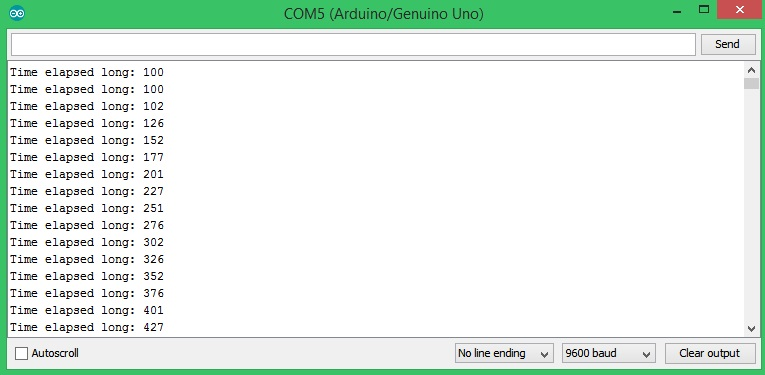 COM5 (Arduino/Genuino Uno)
Send
Time elapsed long: 100
Time elapsed long: 100
Time elapsed long: 102
Time elapsed long: 126
Time elapsed long: 152
Time elapsed long: 177
Time elapsed long: 201
Time elapsed long: 227
Time elapsed long: 251
Time elapsed long: 276
Time elapsed long: 302
Time elapsed long: 326
Time elapsed long: 352
Time elapsed long: 376
Time elapsed long: 401
Time elapsed long: 427
Autoscroll No line ending 9600 baud Clear output